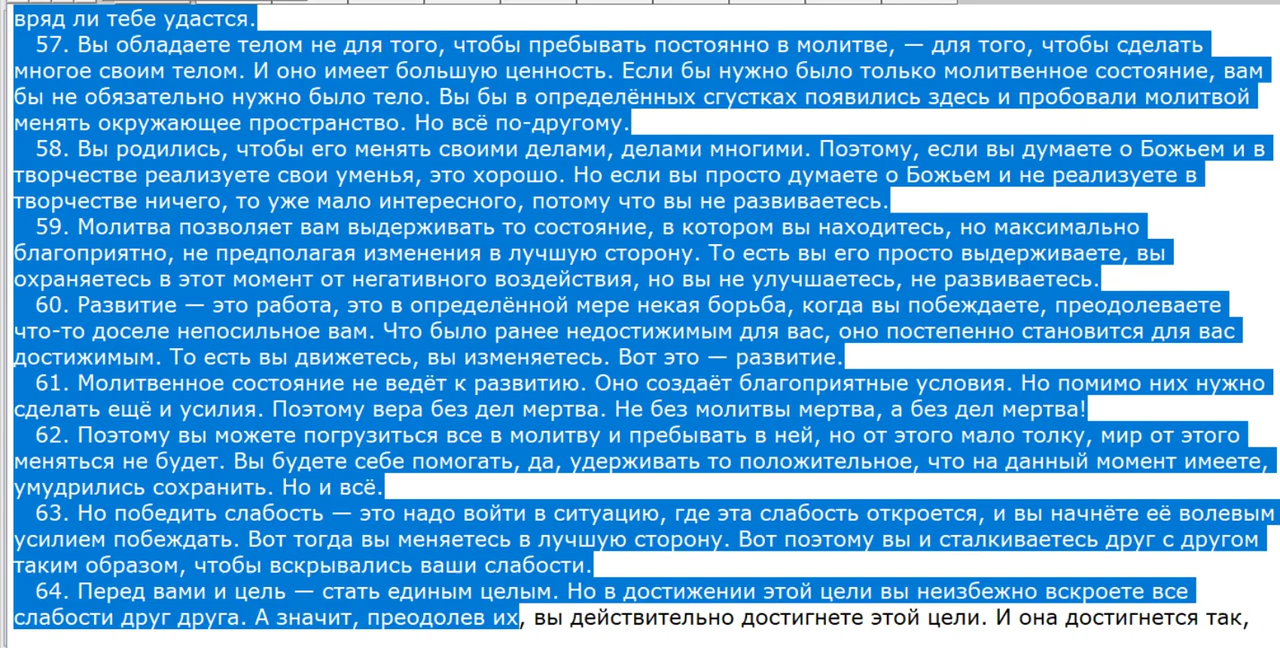 вряд ли тебе удастся.
57. Вы обладаете телом не для того, чтобы пребывать постоянно в молитве, — для того, чтобы сделать
многое своим телом. И оно имеет большую ценность. Если бы нужно было только молитвенное состояние, вам
бы не обязательно нужно было тело. Вы бы в определённых сгустках появились здесь и пробовали молитвой
менять окружающее пространство. Но всё по-другому.
58. Вы родились, чтобы его менять своими делами, делами многими. Поэтому, если вы думаете о Божьем и в
творчестве реализуете свои уменья, это хорошо. Но если вы просто думаете о Божьем и не реализуете в
творчестве ничего, то уже мало интересного, потому что вы не развиваетесь.
59. Молитва позволяет вам выдерживать то состояние, в котором вы находитесь, но максимально
благоприятно, не предполагая изменения в лучшую сторону. То есть вы его просто выдерживаете, вы
охраняетесь в этот момент от негативного воздействия, но вы не улучшаетесь, не развиваетесь.
60. Развитие — это работа, это в определённой мере некая борьба, когда вы побеждаете, преодолеваете
что-то доселе непосильное вам. Что было ранее недостижимым для вас, оно постепенно становится для вас
достижимым. То есть вы движетесь, вы изменяетесь. Вот это — развитие.
61. Молитвенное состояние не ведёт к развитию. Оно создаёт благоприятные условия. Но помимо них нужно
сделать ещё и усилия. Поэтому вера без дел мертва. Не без молитвы мертва, а без дел мертва!
62. Поэтому вы можете погрузиться все в молитву и пребывать в ней, но от этого мало толку, мир от этого
меняться не будет. Вы будете себе помогать, да, удерживать то положительное, что на данный момент имеете,
умудрились сохранить. Но и всё.
63. Но победить слабость — это надо войти в ситуацию, где эта слабость откроется, и вы начнёте её волевым
усилием побеждать. Вот тогда вы меняетесь в лучшую сторону. Вот поэтому вы и сталкиваетесь друг с другом
таким образом, чтобы вскрывались ваши слабости.
64. Перед вами и цель — стать единым целым. Но в достижении этой цели вы неизбежно вскроете все
слабости друг друга. А значит, преодолев их, вы действительно достигнете этой цели. И она достигнется так,